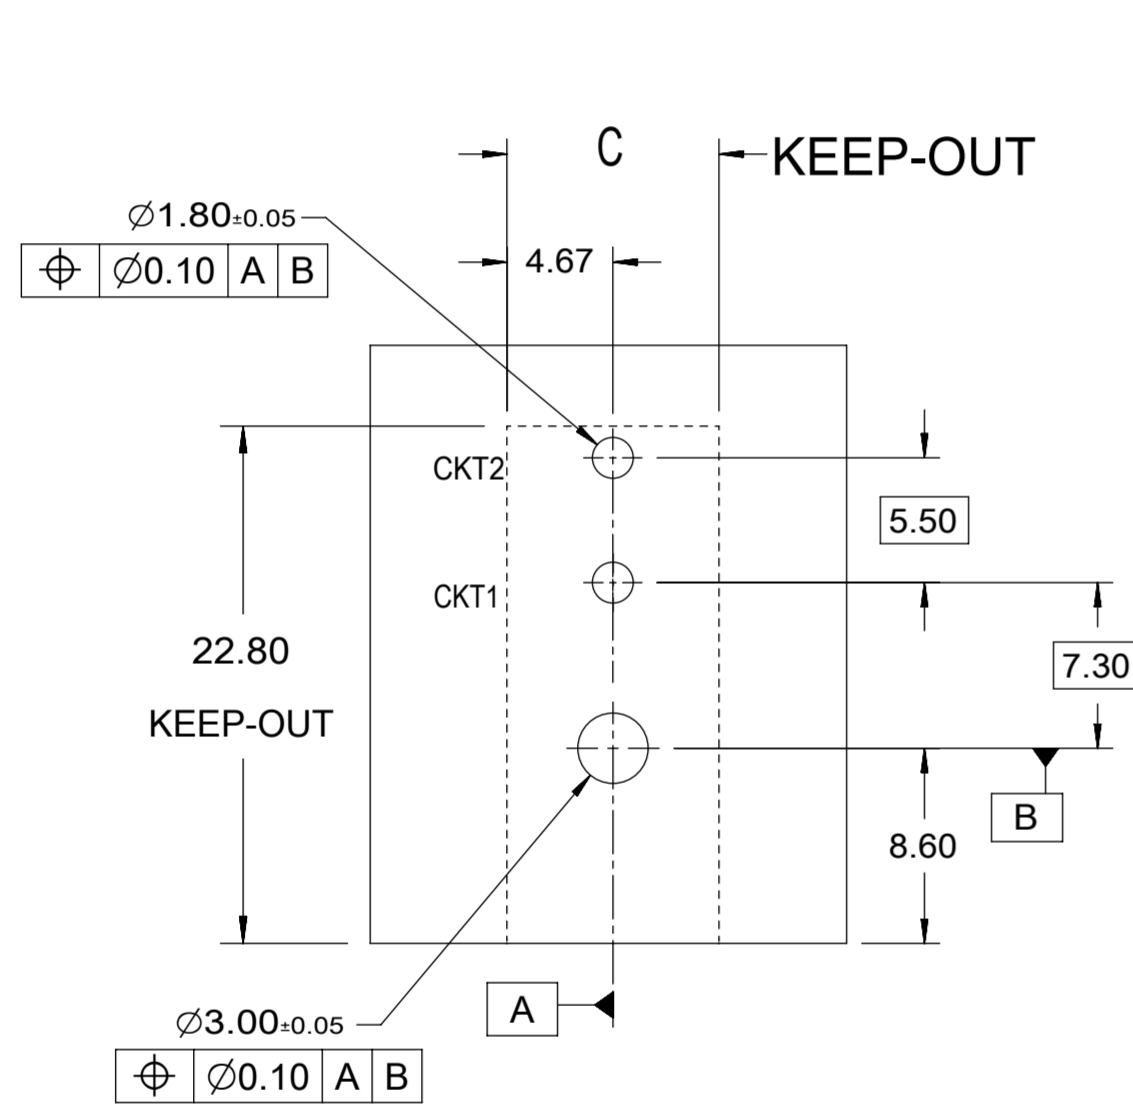 C
KEEP-OUT
∅1.80±0.05
⌖ ∅0.10 A B
4.67
CKT2
5.50
CKT1
22.80
7.30
KEEP-OUT
B
8.60
A
∅3.00±0.05
⌖ ∅0.10 A B